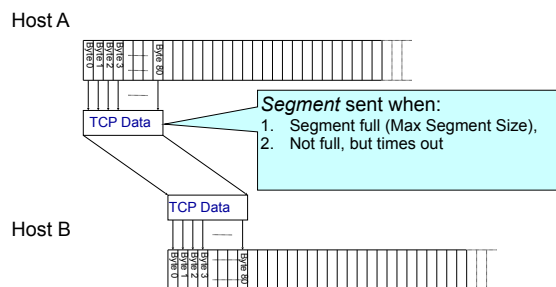 Host A
Byte 0
Byte 1
Byte 2
Byte 3
Byte 80
TCP Data
Segment sent when:
1. Segment full (Max Segment Size),
2. Not full, but times out
TCP Data
Host B
Byte 0
Byte 1
Byte 2
Byte 3
Byte 80